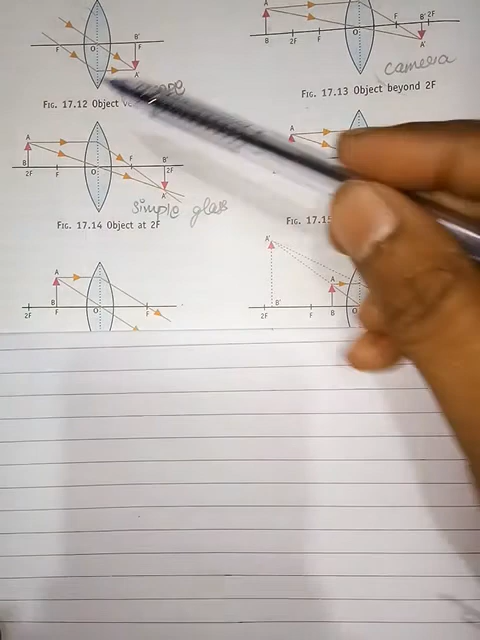 B'
F O F
A'
FIG. 17.12 Object
A
B O F B'
2F F 2F
A'
simple glass
FIG. 17.14 Object at 2F
A
B O
2F F F
A
O F 2F
B 2F F B'
A'
camera
FIG. 17.13 Object beyond 2F
A
FIG. 17.15
A'
A
B'
2F F B O